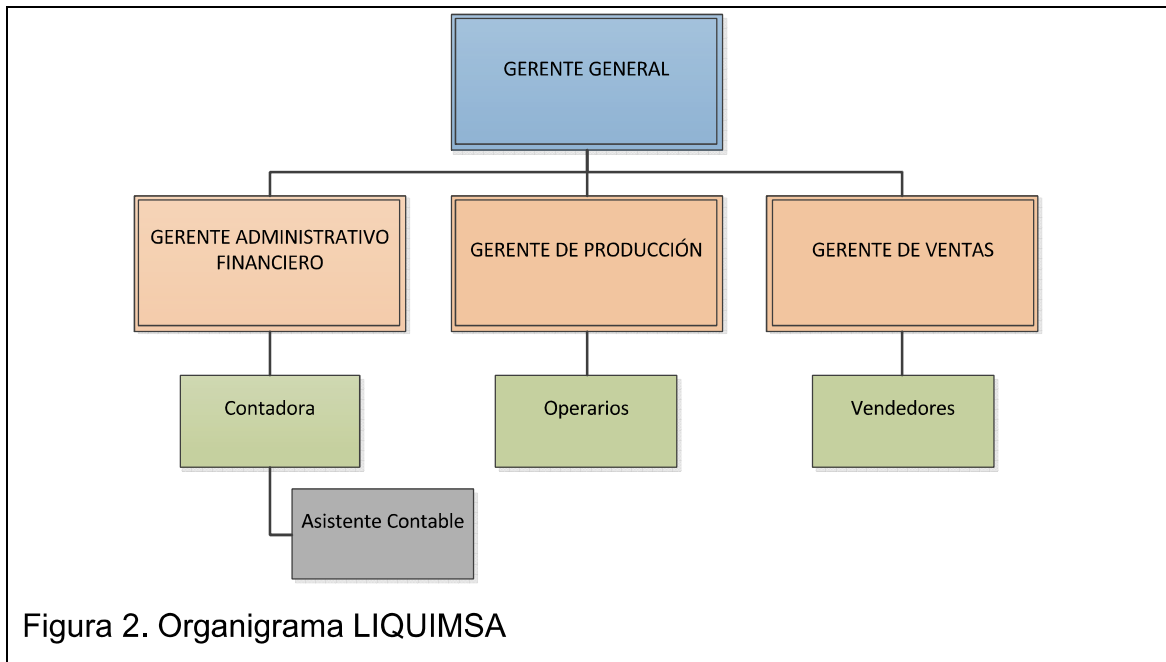 GERENTE GENERAL
GERENTE ADMINISTRATIVO
FINANCIERO
GERENTE DE PRODUCCIÓN
GERENTE DE VENTAS
Contadora
Operarios
Vendedores
Asistente Contable
Figura 2. Organigrama LIQUIMSA